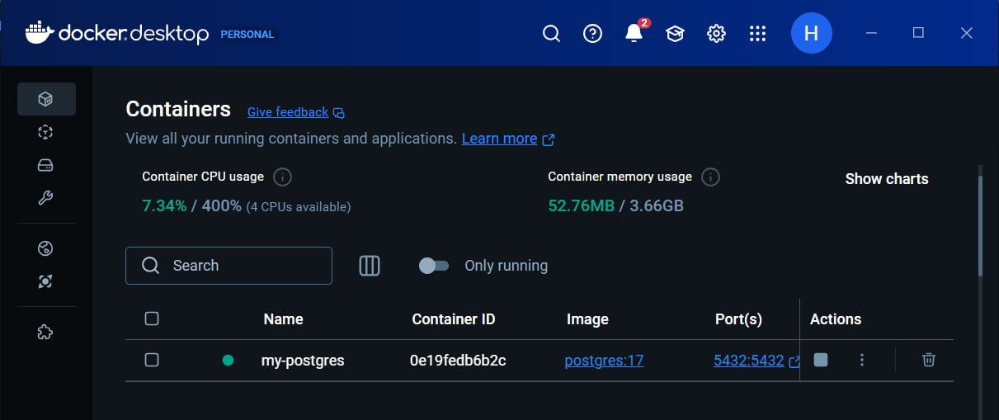 docker.desktop PERSONAL 2 H
Containers Give feedback
View all your running containers and applications. Learn more
Container CPU usage Container memory usage Show charts
7.34% / 400% (4 CPUs available) 52.76MB / 3.66GB
Search Only running
Name Container ID Image Port(s) Actions
my-postgres 0e19fedb6b2c postgres:17 5432:5432